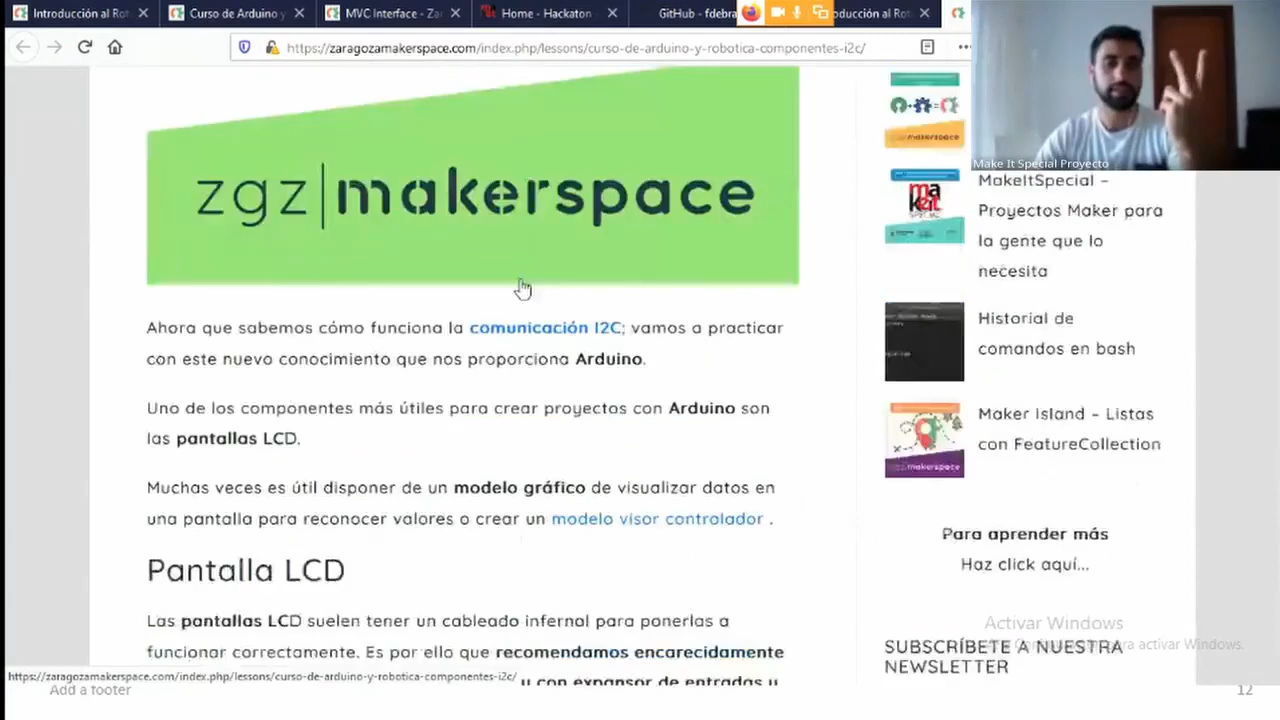 Introducción al Rob
Curso de Arduino y
MVC Interface - Zar
Home - Hackaton
GitHub - fdebra
oducción al Rob
https://zaragozamakerspace.com/index.php/lessons/curso-de-arduino-y-robotica-componentes-i2c/
Make It Special Proyecto
zgz|makerspace
Ahora que sabemos cómo funciona la comunicación I2C; vamos a practicar
con este nuevo conocimiento que nos proporciona Arduino.
Uno de los componentes más útiles para crear proyectos con Arduino son
las pantallas LCD.
Muchas veces es útil disponer de un modelo gráfico de visualizar datos en
una pantalla para reconocer valores o crear un modelo visor controlador .
Pantalla LCD
Las pantallas LCD suelen tener un cableado infernal para ponerlas a
funcionar correctamente. Es por ello que recomendamos encarecidamente
u con expansor de entradas u
makerspace
make it
MakeItSpecial –
Proyectos Maker para
la gente que lo
necesita
Historial de
comandos en bash
makerspace
Maker Island – Listas
con FeatureCollection
Para aprender más
Haz click aquí...
Activar Windows
para activar Windows.
SUBSCRÍBETE A NUESTRA
NEWSLETTER
https://zaragozamakerspace.com/index.php/lessons/curso-de-arduino-y-robotica-componentes-i2c/
Add a footer
12